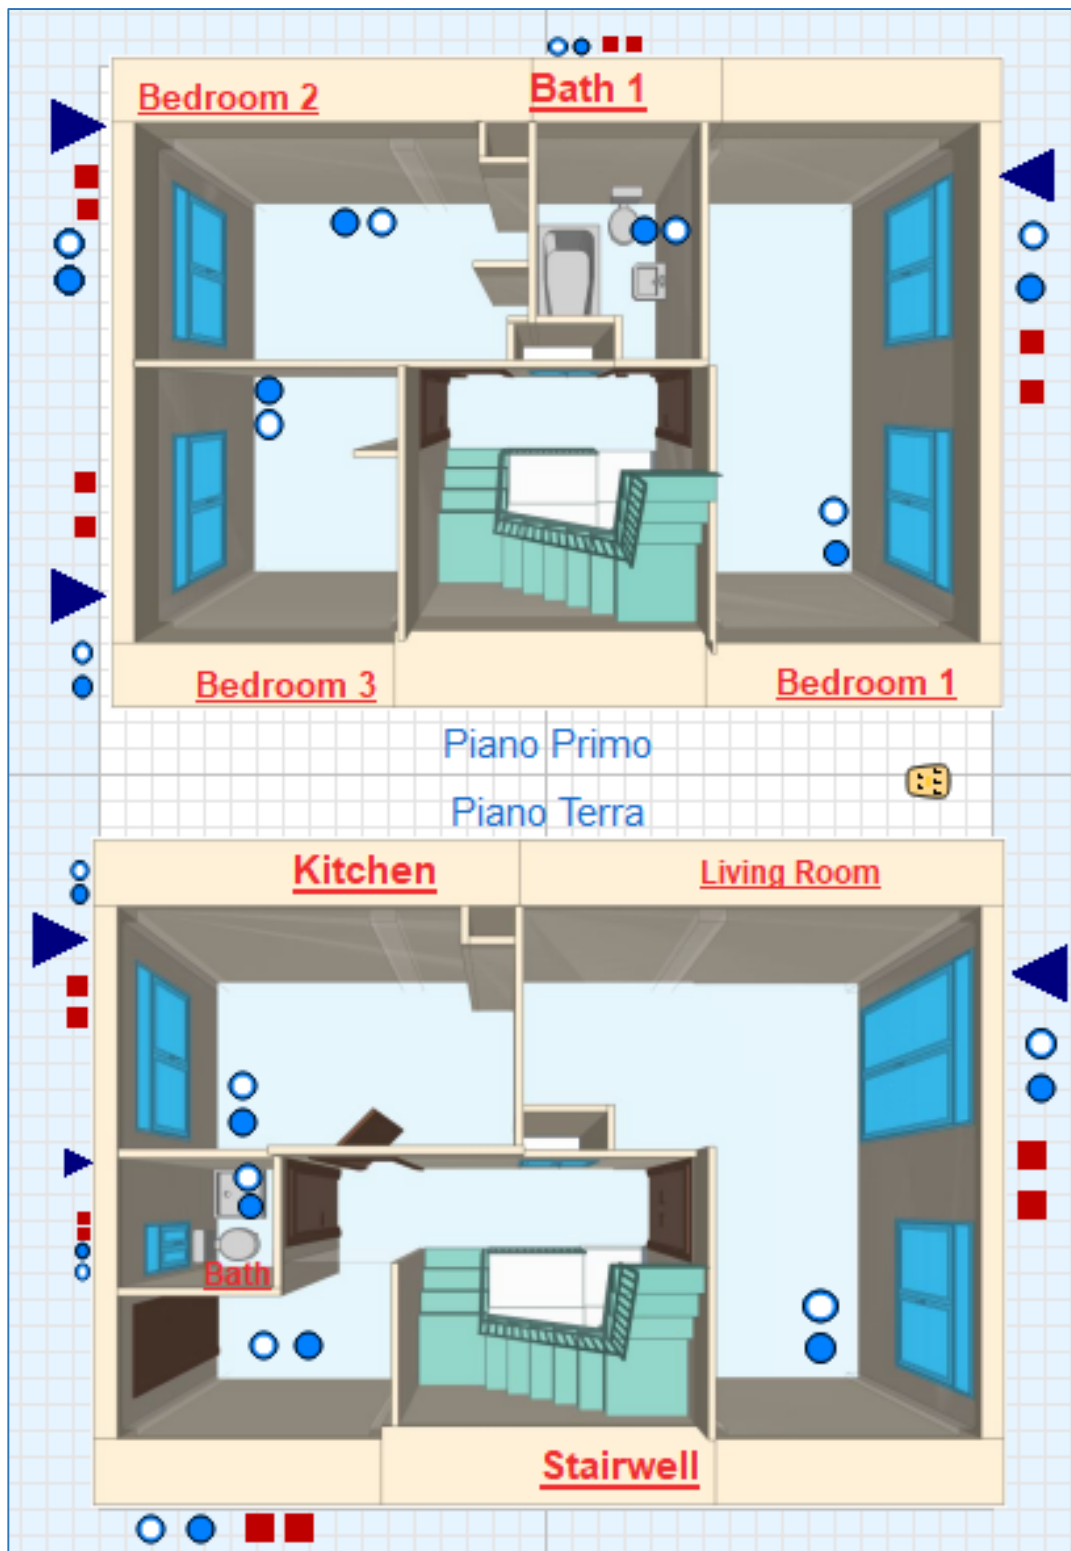 Bedroom 2
Bath 1
Bedroom 3
Bedroom 1
Piano Primo
Piano Terra
Kitchen
Living Room
Bath
Stairwell